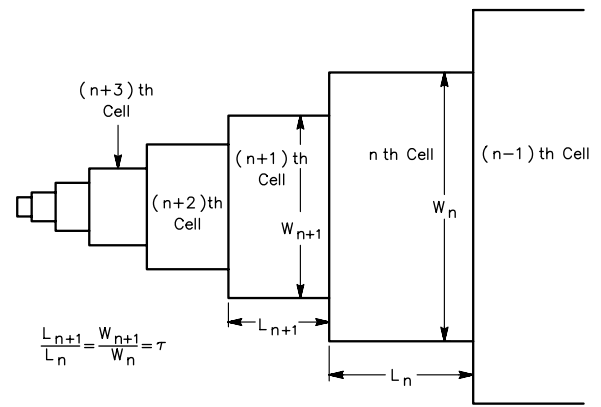 (n+3)th
Cell
(n+2)th
Cell
(n+1)th
Cell
n th Cell
(n-1)th Cell
W_{n+1}
W_n
L_{n+1}
L_n
L_{n+1}/L_n = W_{n+1}/W_n = τ